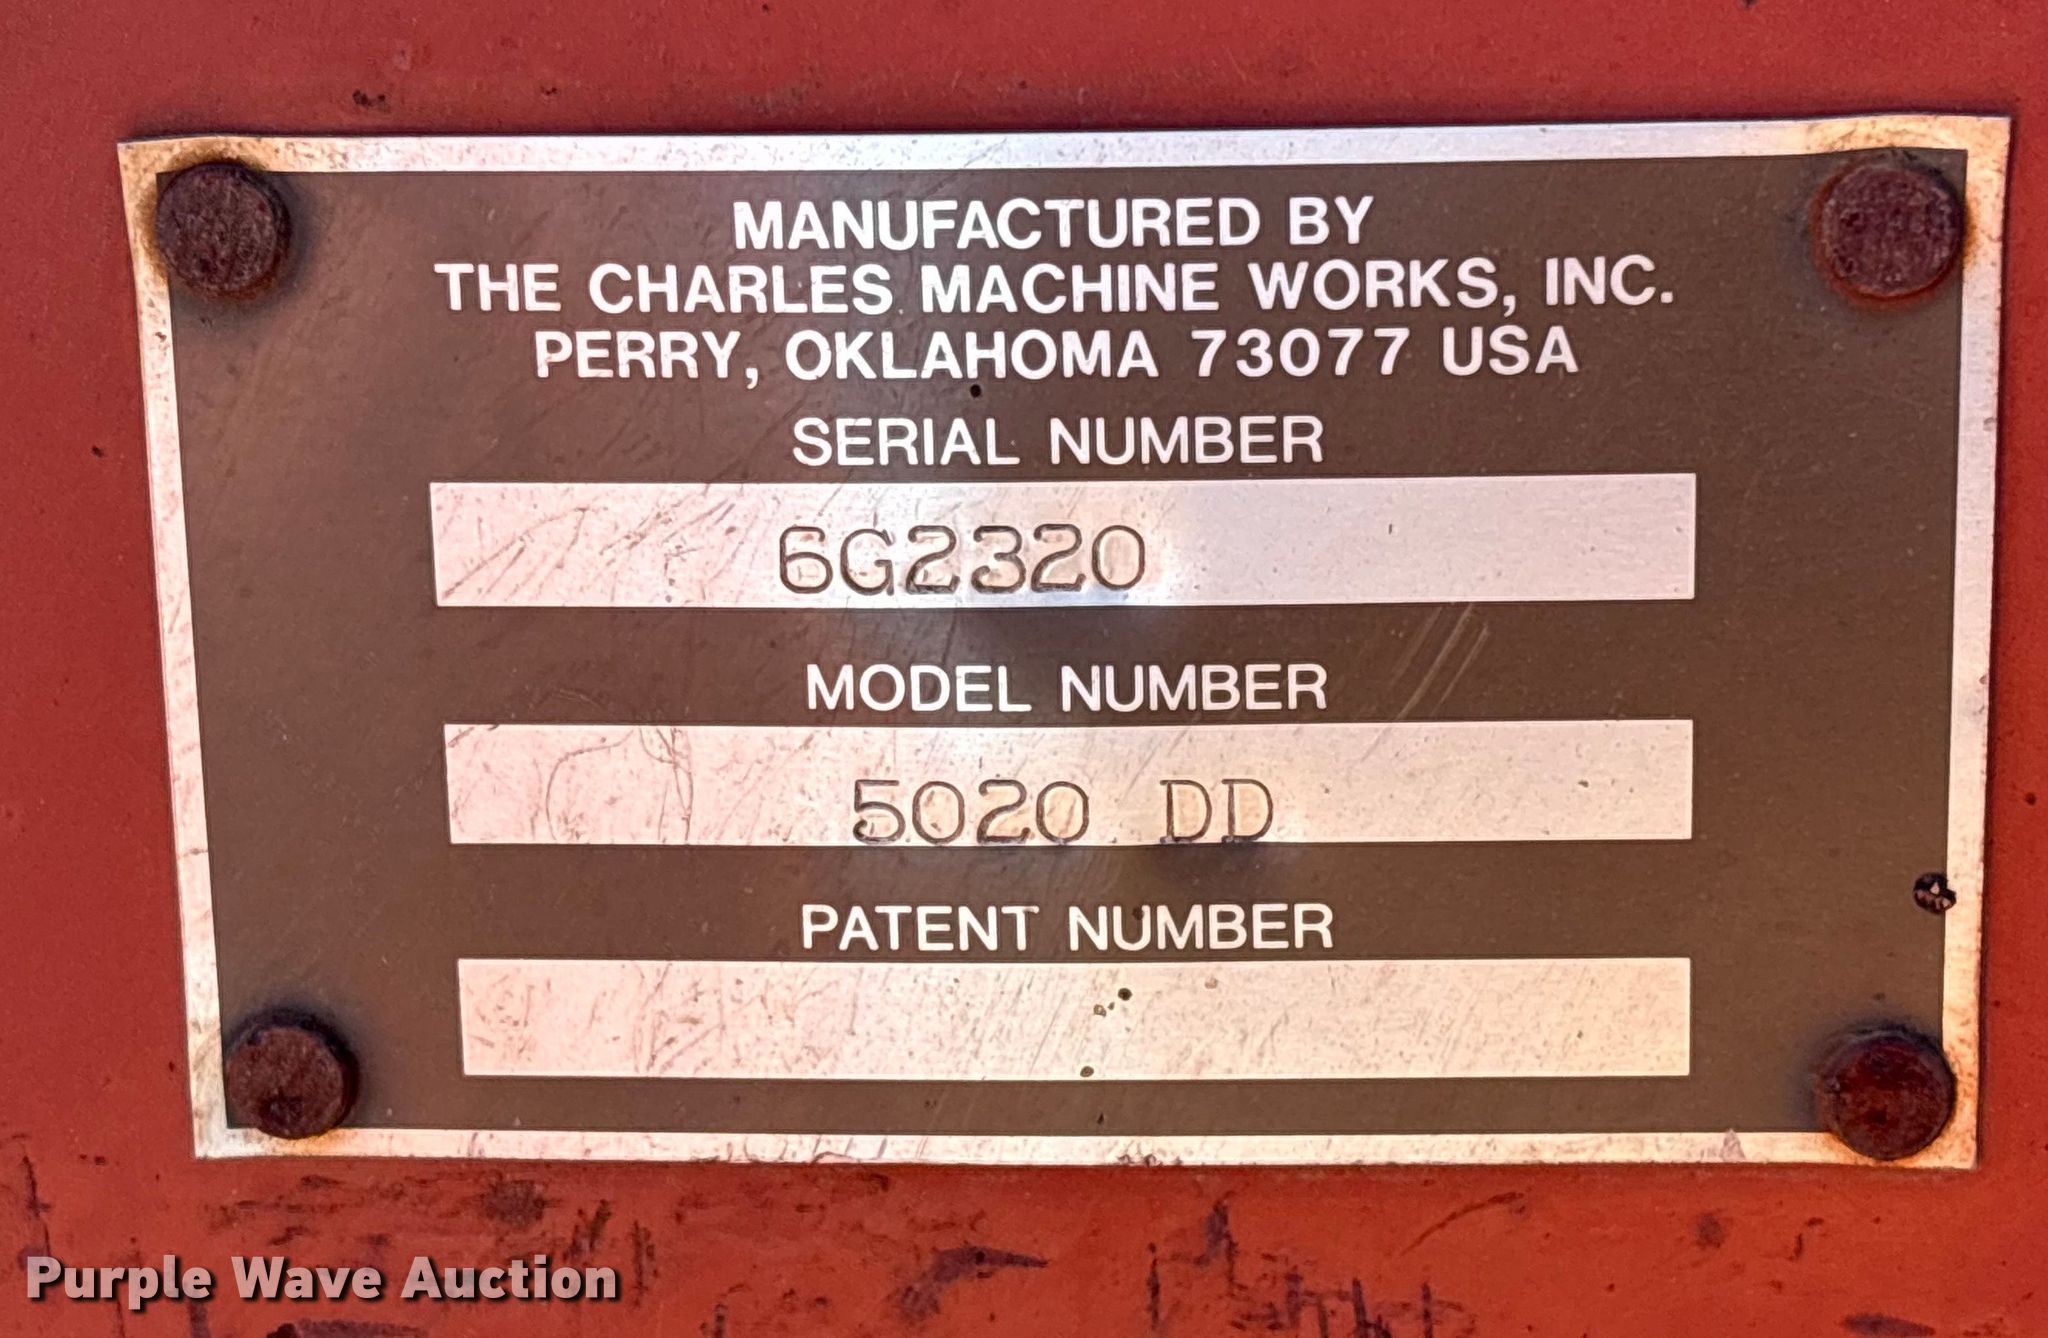 MANUFACTURED BY
THE CHARLES MACHINE WORKS, INC.
PERRY, OKLAHOMA 73077 USA
SERIAL NUMBER
6G2320
MODEL NUMBER
5020 DD
PATENT NUMBER
Purple Wave Auction